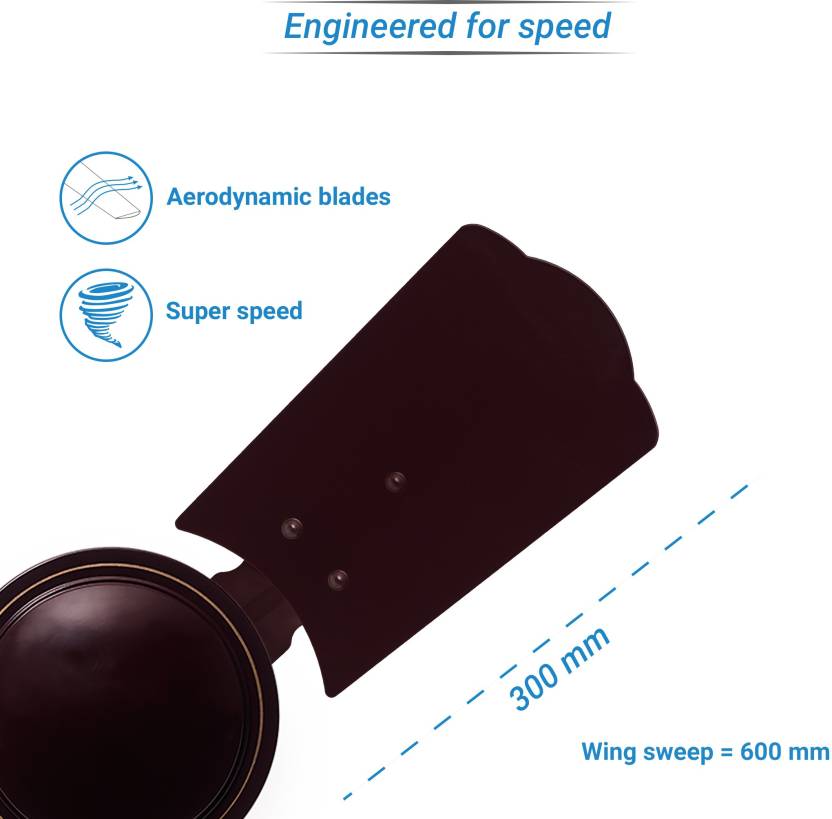 Engineered for speed
Aerodynamic blades
Super speed
300 mm
Wing sweep = 600 mm